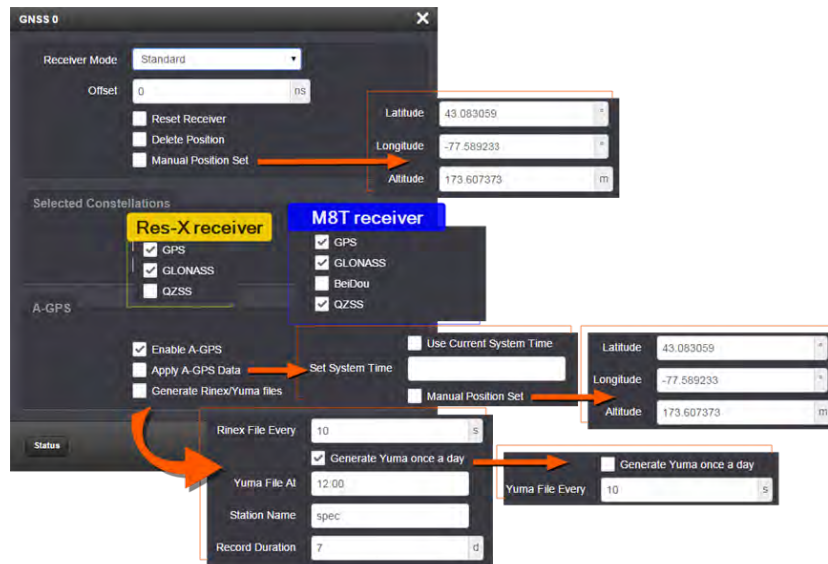 GNSS 0
Receiver Mode Standard
Offset 0 ns
Reset Receiver
Delete Position
Manual Position Set
Latitude 43.083059 °
Longitude -77.589233 °
Altitude 173.607373 m
Selected Constellations
Res-X receiver
GPS
GLONASS
QZSS
M8T receiver
GPS
GLONASS
BeiDou
QZSS
A-GPS
Enable A-GPS
Apply A-GPS Data
Generate Rinex/Yuma files
Use Current System Time
Set System Time
Manual Position Set
Latitude 43.083059 °
Longitude -77.589233 °
Altitude 173.607373 m
Status
Rinex File Every 10 s
Generate Yuma once a day
Yuma File At 12:00
Station Name spec
Record Duration 7 d
Generate Yuma once a day
Yuma File Every 10 s